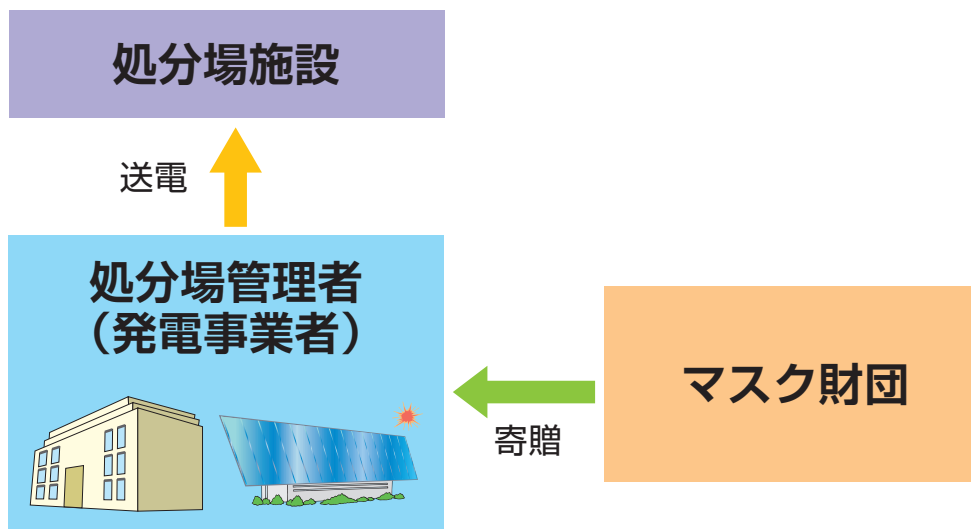 処分場施設
送電
処分場管理者
（発電事業者）
マスク財団
寄贈